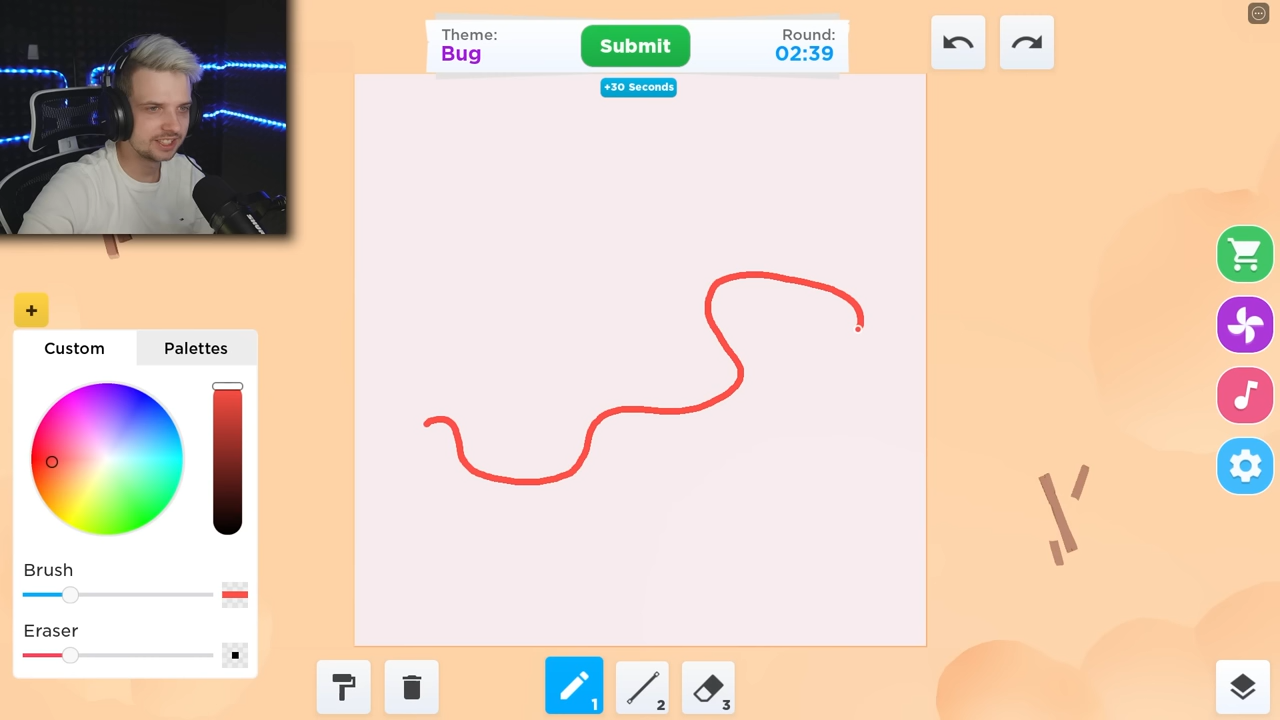 Theme:
Bug
Submit
Round:
02:39
+30 Seconds
Custom
Palettes
Brush
Eraser
1
2
3